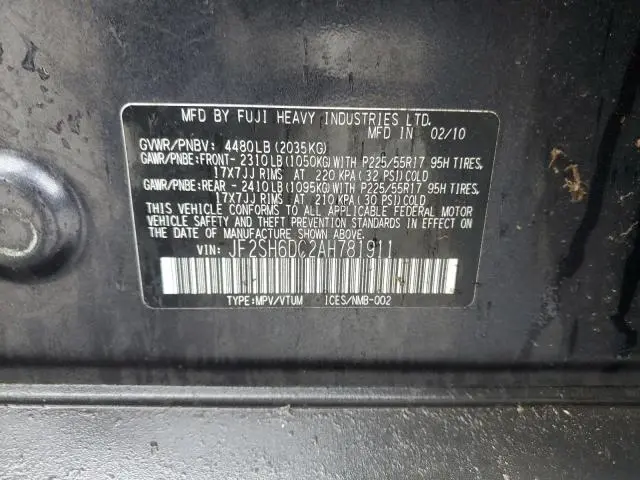 MFD BY FUJI HEAVY INDUSTRIES LTD.
MFD IN 02/10
GVWR/PNBV: 4480LB (2035KG)
GAWR/PNBE:FRONT- 2310LB (1050KG) WITH P225/55R17 95H TIRES,
17X7JJ RIMS AT 220 KPA (32 PSI) COLD
GAWR/PNBE:REAR - 2410LB (1095KG) WITH P225/55R17 95H TIRES,
17X7JJ RIMS AT 210 KPA (30 PSI) COLD
THIS VEHICLE CONFORMS TO ALL APPLICABLE FEDERAL MOTOR
VEHICLE SAFETY AND THEFT PREVENTION STANDARDS IN EFFECT
ON THE DATE OF MANUFACTURE SHOWN ABOVE.
VIN: JF2SH6DC2AH781911
TYPE:MPV/VTUM ICES/NMB-002